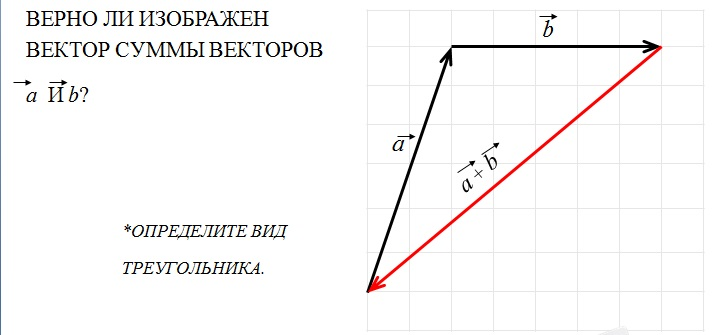 ВЕРНО ЛИ ИЗОБРАЖЕН
ВЕКТОР СУММЫ ВЕКТОРОВ
a И b?
*ОПРЕДЕЛИТЕ ВИД
ТРЕУГОЛЬНИКА.
b
a
a + b